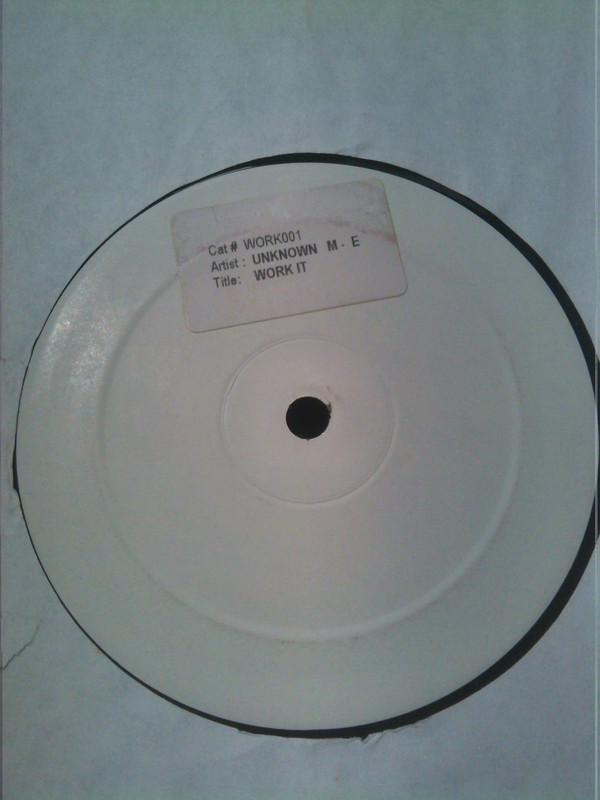 Cat # WORK001
Artist : UNKNOWN M - E
Title: WORK IT